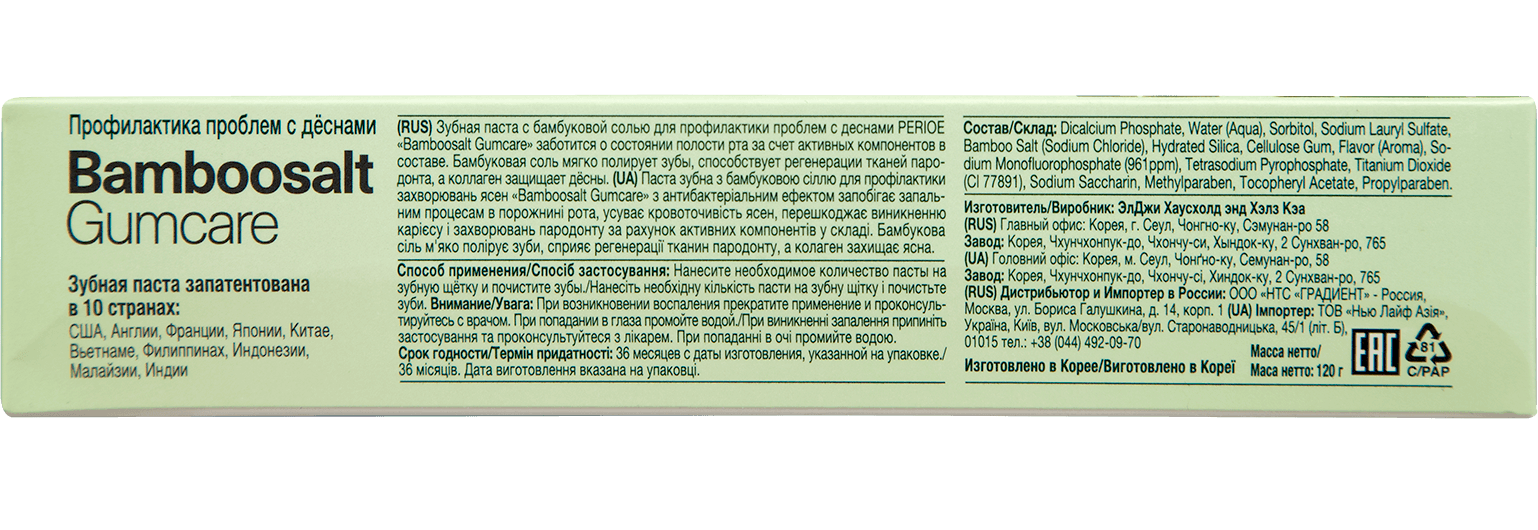 Профилактика проблем с дёснами
Bamboosalt
Gumcare
Зубная паста запатентована
в 10 странах:
США, Англии, Франции, Японии, Китае,
Вьетнаме, Филиппинах, Индонезии,
Малайзии, Индии
(RUS) Зубная паста с бамбуковой солью для профилактики проблем с деснами PERIOE
«Bamboosalt Gumcare» заботится о состоянии полости рта за счет активных компонентов в
составе. Бамбуковая соль мягко полирует зубы, способствует регенерации тканей паро-
донта, а коллаген защищает дёсны. (UA) Паста зубна з бамбуковою сіллю для профілактики
захворювань ясен «Bamboosalt Gumcare» з антибактеріальним ефектом запобігає запаль-
ним процесам в порожнині рота, усуває кровоточивість ясен, перешкоджає виникненню
карієсу і захворювань пародонту за рахунок активних компонентів у складі. Бамбукова
сіль м'яко полірує зуби, сприяє регенерації тканин пародонту, а колаген захищає ясна.
Способ применения/Спосіб застосування: Нанесите необходимое количество пасты на
зубную щётку и почистите зубы./Нанесіть необхідну кількість пасти на зубну щітку і почистьте
зуби. Внимание/Увага: При возникновении воспаления прекратите применение и проконсуль-
тируйтесь с врачом. При попадании в глаза промойте водой./При виникненні запалення припиніть
застосування та проконсультуйтеся з лікарем. При попаданні в очі промийте водою.
Срок годности/Термін придатності: 36 месяцев с даты изготовления, указанной на упаковке./
36 місяців. Дата виготовлення вказана на упаковці.
Состав/Склад: Dicalcium Phosphate, Water (Aqua), Sorbitol, Sodium Lauryl Sulfate,
Bamboo Salt (Sodium Chloride), Hydrated Silica, Cellulose Gum, Flavor (Aroma), So-
dium Monofluorophosphate (961ppm), Tetrasodium Pyrophosphate, Titanium Dioxide
(CI 77891), Sodium Saccharin, Methylparaben, Tocopheryl Acetate, Propylparaben.
Изготовитель/Виробник: ЭлДжи Хаусхолд энд Хэлз Кэа
(RUS) Главный офис: Корея, г. Сеул, Чонгно-ку, Сэмунан-ро 58
Завод: Корея, Чхунчхонпук-до, Чхончу-си, Хындок-ку, 2 Сунхван-ро, 765
(UA) Головний офіс: Корея, м. Сеул, Чонґно-ку, Семунан-ро, 58
Завод: Корея, Чхунчхонпук-до, Чхончу-сі, Хиндок-ку, 2 Сунхван-ро, 765
(RUS) Дистрибьютор и Импортер в России: ООО «НТС «ГРАДИЕНТ» - Россия,
Москва, ул. Бориса Галушкина, д. 14, корп. 1 (UA) Імпортер: ТОВ «Нью Лайф Азія»,
Україна, Київ, вул. Московська/вул. Старонаводницька, 45/1 (літ. Б),
01015 тел.: +38 (044) 492-09-70
Изготовлено в Корее/Виготовлено в Кореї
Масса нетто/
Маса нетто: 120 г
EAC
81
C/PAP